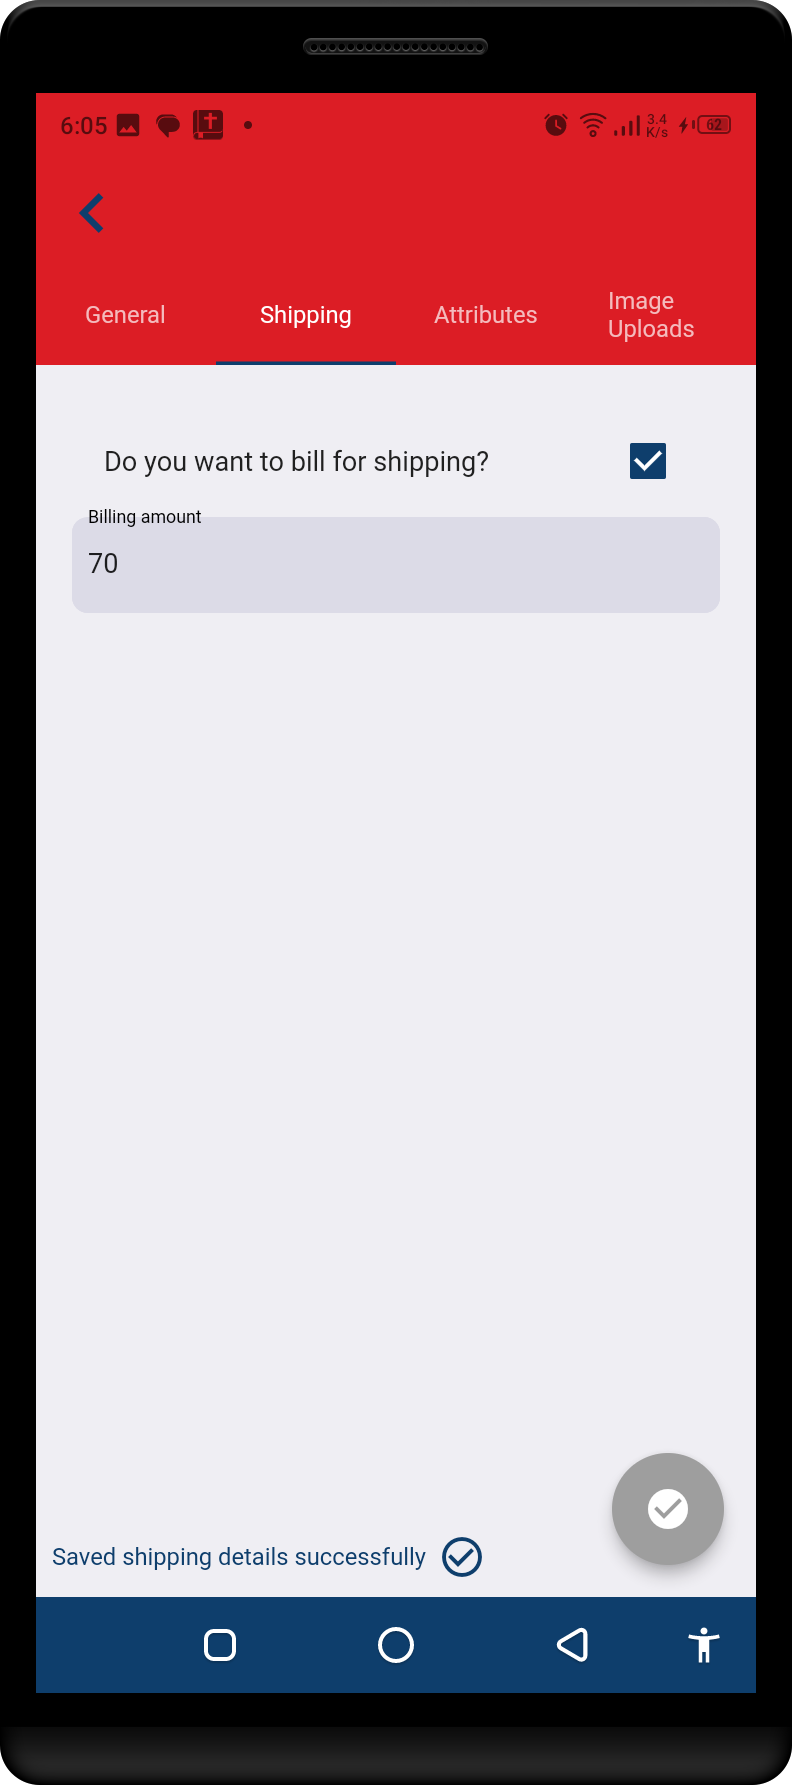 6:05
3.4
K/s
62
General
Shipping
Attributes
Image
Uploads
Do you want to bill for shipping?
Billing amount
70
Saved shipping details successfully